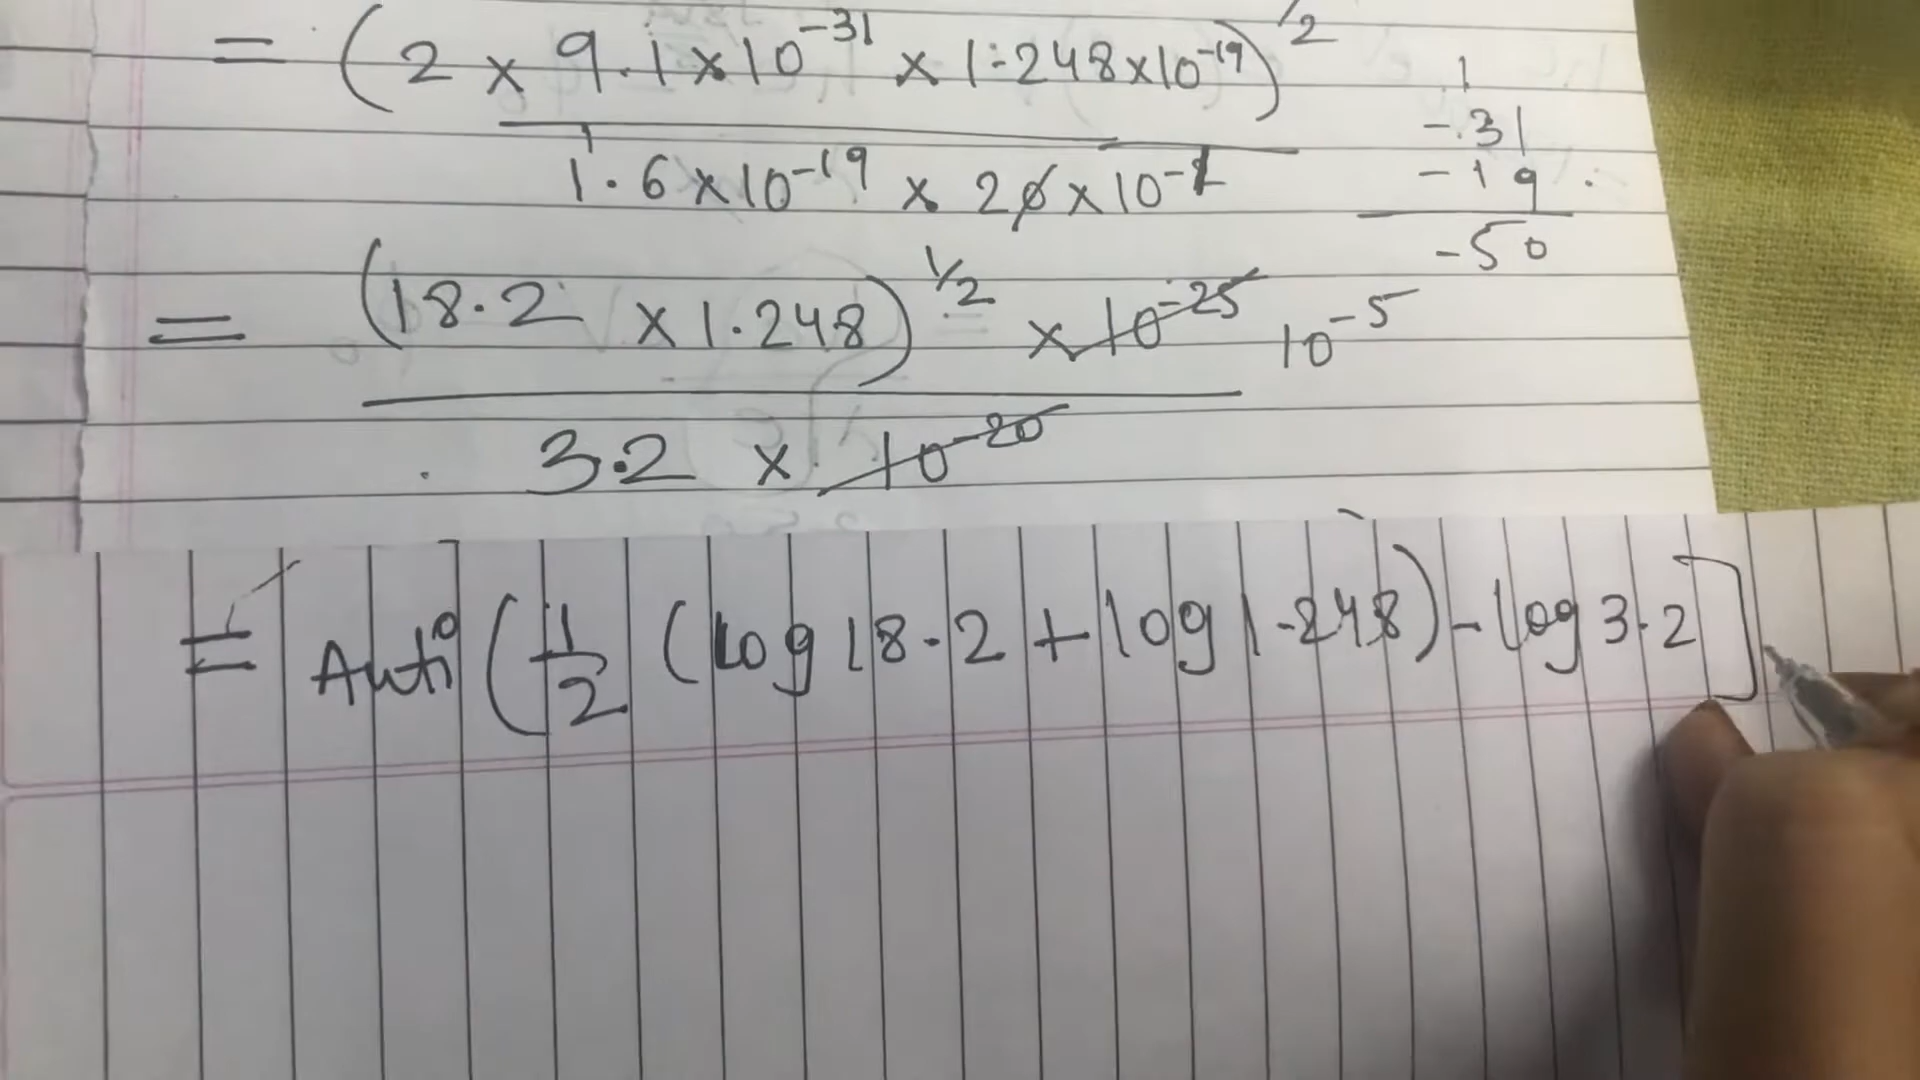 = (2 × 9.1×10⁻³¹ × 1.248×10⁻¹⁹)^1/2
1.6×10⁻¹⁹ × 20×10⁻²
1
-31
-19
-50
= (18.2 × 1.248)^1/2 × 10⁻²⁵ 10⁻⁵
3.2 × 10⁻²⁰
= Anti (1/2 (log 18.2 + log 1.248) - log 3.2]